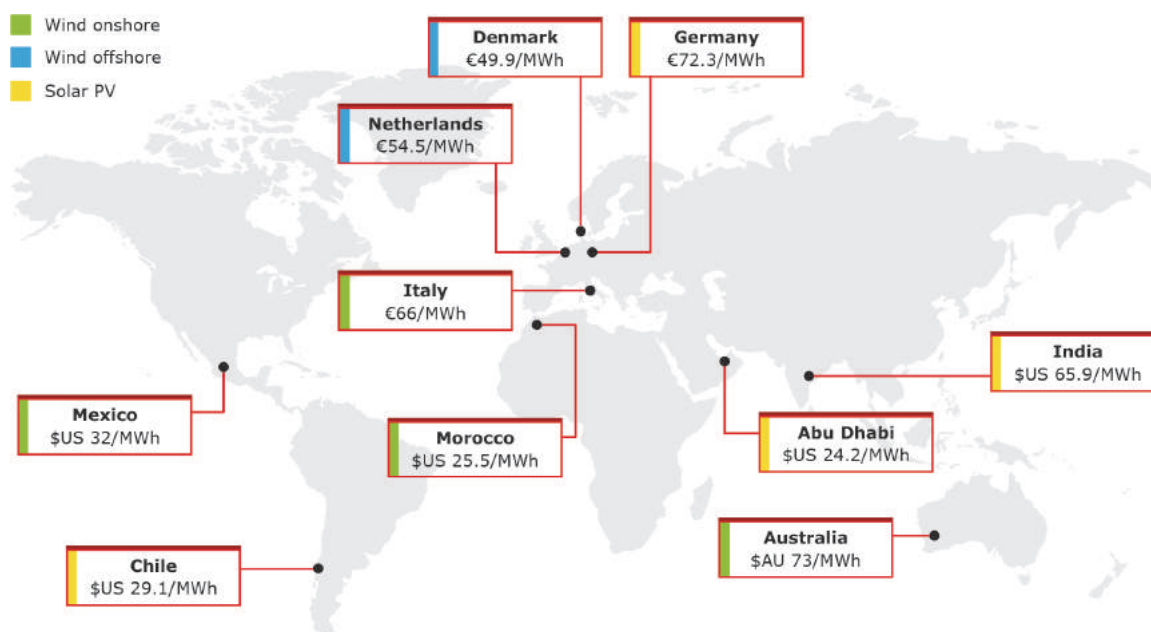 Wind onshore
Wind offshore
Solar PV
Denmark
€49.9/MWh
Germany
€72.3/MWh
Netherlands
€54.5/MWh
Italy
€66/MWh
India
$US 65.9/MWh
Mexico
$US 32/MWh
Morocco
$US 25.5/MWh
Abu Dhabi
$US 24.2/MWh
Australia
$AU 73/MWh
Chile
$US 29.1/MWh